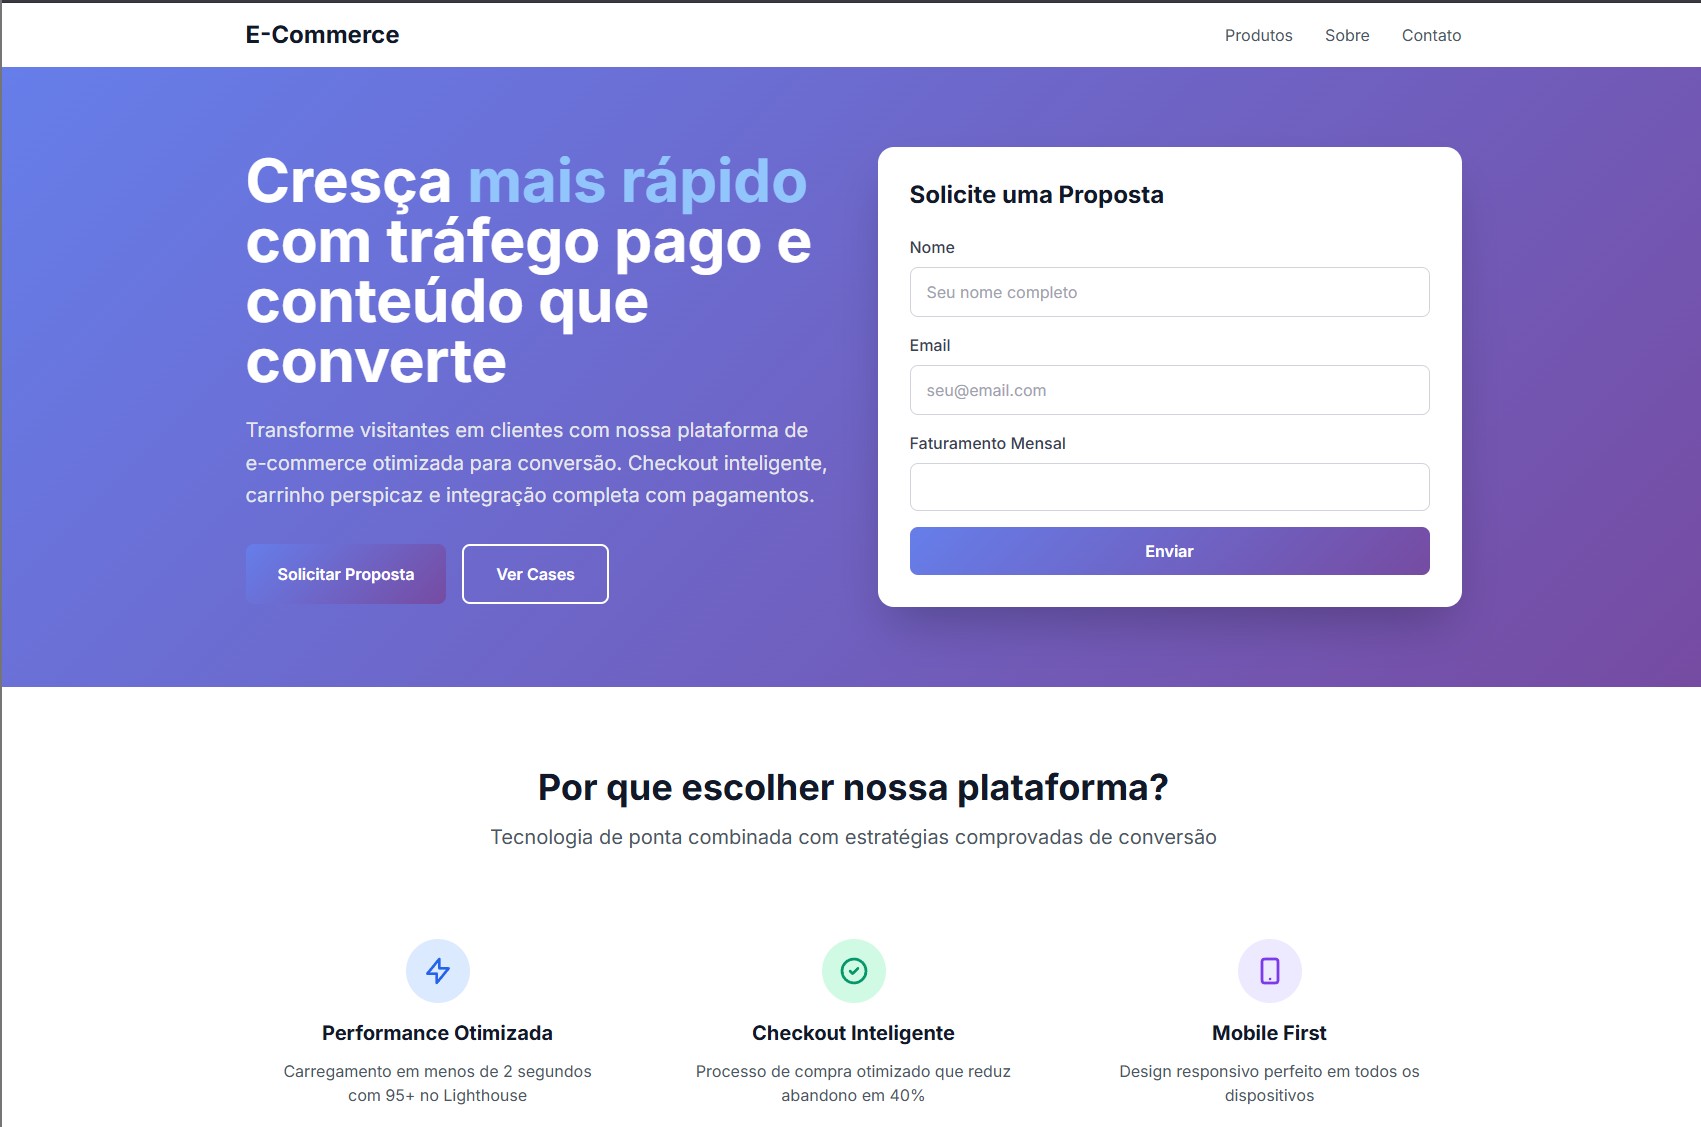 E-Commerce
Produtos
Sobre
Contato
Cresça mais rápido
com tráfego pago e
conteúdo que
converte
Transforme visitantes em clientes com nossa plataforma de
e-commerce otimizada para conversão. Checkout inteligente,
carrinho perspicaz e integração completa com pagamentos.
Solicitar Proposta
Ver Cases
Solicite uma Proposta
Nome
Seu nome completo
Email
seu@email.com
Faturamento Mensal
Enviar
Por que escolher nossa plataforma?
Tecnologia de ponta combinada com estratégias comprovadas de conversão
Performance Otimizada
Carregamento em menos de 2 segundos
com 95+ no Lighthouse
Checkout Inteligente
Processo de compra otimizado que reduz
abandono em 40%
Mobile First
Design responsivo perfeito em todos os
dispositivos